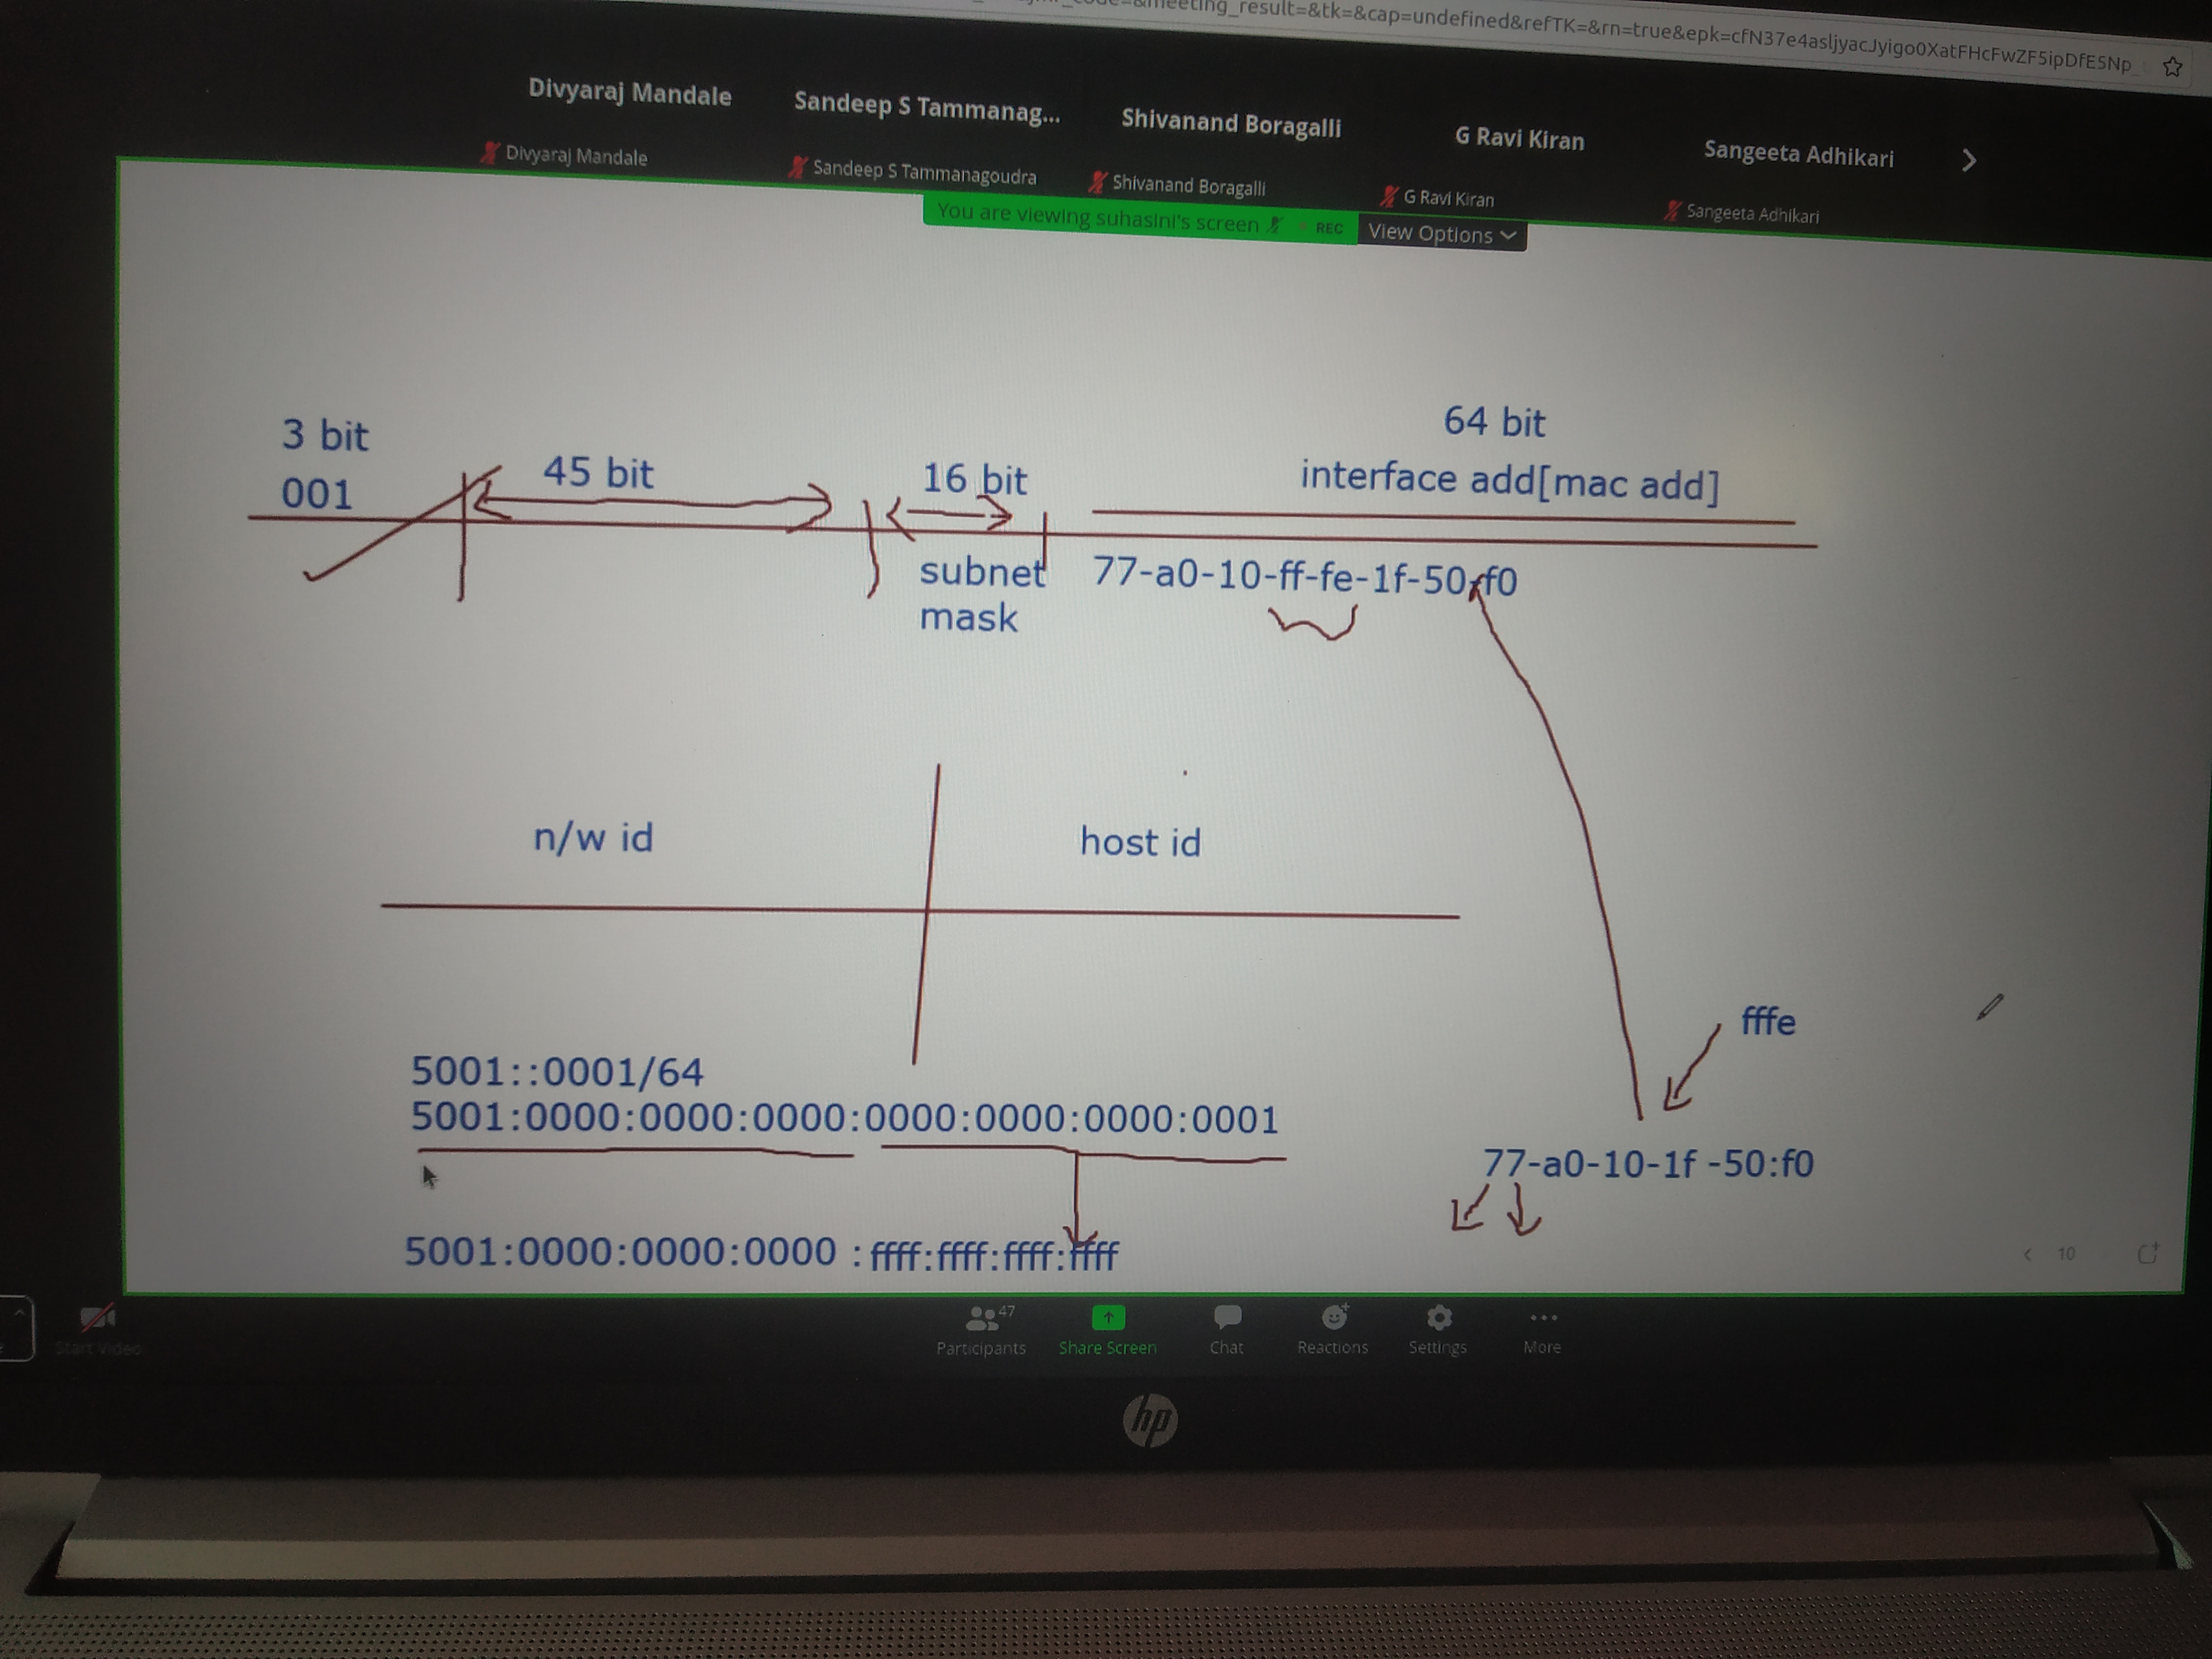 &meeting_result=&tk=&cap=undefined&refTK=&rn=true&epk=
Divyaraj Mandale
Sandeep S Tammanag...
Shivanand Boragalli
G Ravi Kiran
Sangeeta Adhikari
Divyaraj Mandale
Sandeep S Tammanagoudra
Shivanand Boragalli
G Ravi Kiran
Sangeeta Adhikari
You are viewing suhasini's screen
REC
View Options
3 bit
001
45 bit
16 bit
64 bit
interface add[mac add]
subnet
mask
77-a0-10-ff-fe-1f-50-f0
n/w id
host id
5001::0001/64
5001:0000:0000:0000:0000:0000:0000:0001
5001:0000:0000:0000 : ffff:ffff:ffff:ffff
fffe
77-a0-10-1f -50:f0
10
Start Video
47
Participants
Share Screen
Chat
Reactions
Settings
More
hp